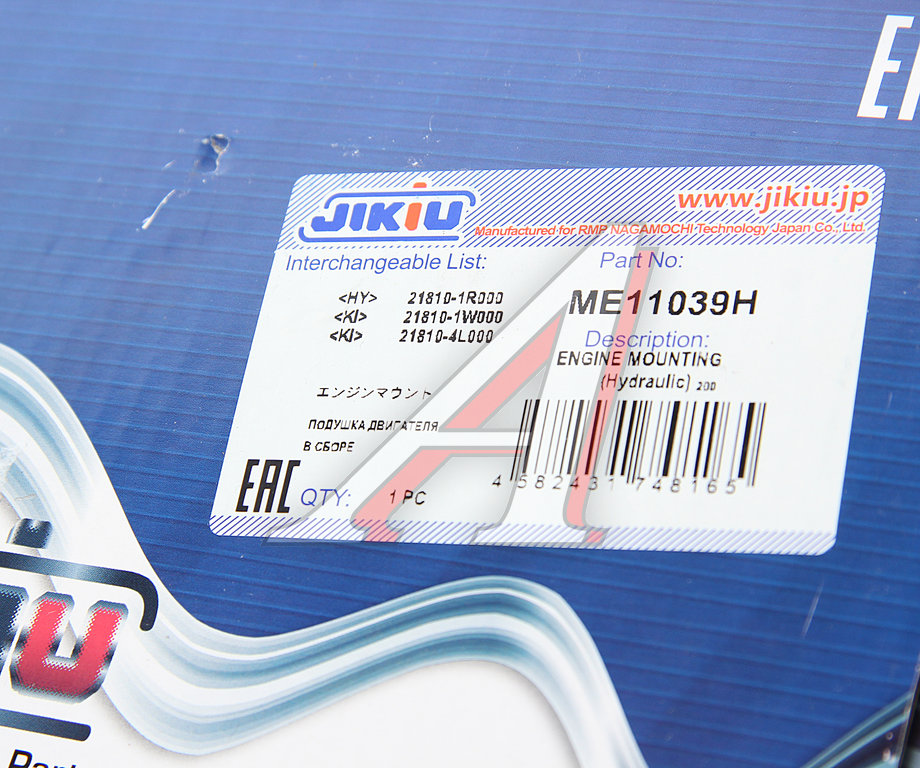 JIKIU
www.jikiu.jp
Manufactured for RMP NAGAMOCHI Technology Japan Co., Ltd.
Interchangeable List:
Part No:
<HY> 21810-1R000
<KI> 21810-1W000
<KI> 21810-4L000
ME11039H
Description:
ENGINE MOUNTING
(Hydraulic) 200
エンジンマウント
ПОДУШКА ДВИГАТЕЛЯ
В СБОРЕ
4 582431 748165
EAC QTY: 1 PC